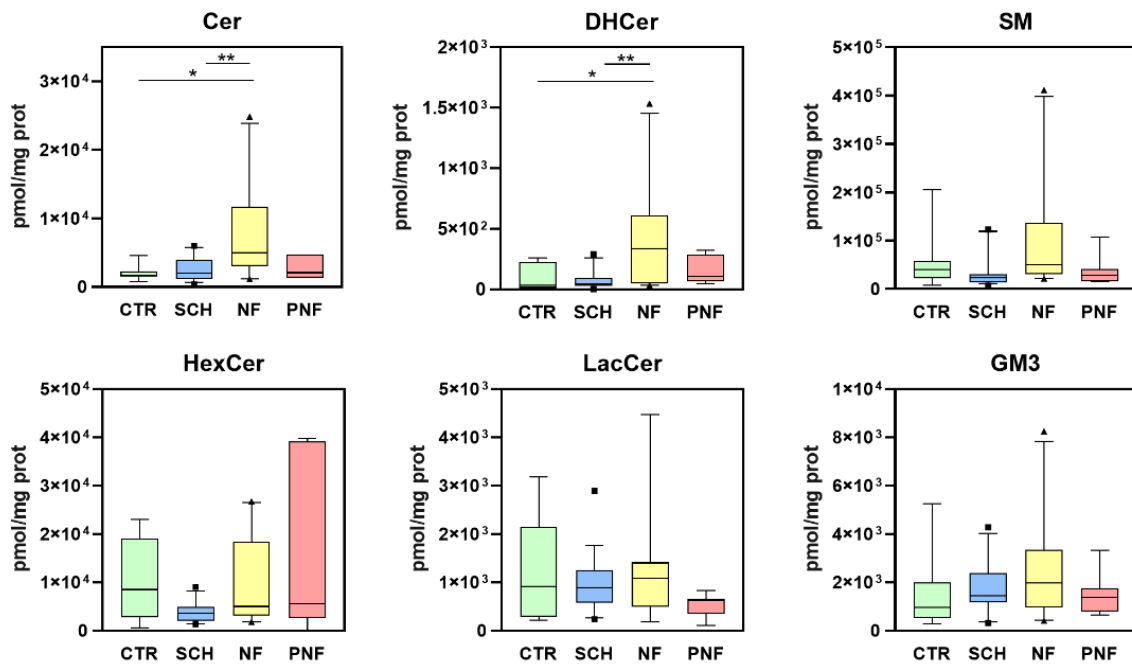 Cer
pmol/mg prot
3×10⁴
2×10⁴
1×10⁴
0
**
*
CTR SCH NF PNF
DHCer
pmol/mg prot
2×10³
1.5×10³
1×10³
5×10²
0
**
*
CTR SCH NF PNF
SM
pmol/mg prot
5×10⁵
4×10⁵
3×10⁵
2×10⁵
1×10⁵
0
CTR SCH NF PNF
HexCer
pmol/mg prot
5×10⁴
4×10⁴
3×10⁴
2×10⁴
1×10⁴
0
CTR SCH NF PNF
LacCer
pmol/mg prot
5×10³
4×10³
3×10³
2×10³
1×10³
0
CTR SCH NF PNF
GM3
pmol/mg prot
1×10⁴
8×10³
6×10³
4×10³
2×10³
0
CTR SCH NF PNF